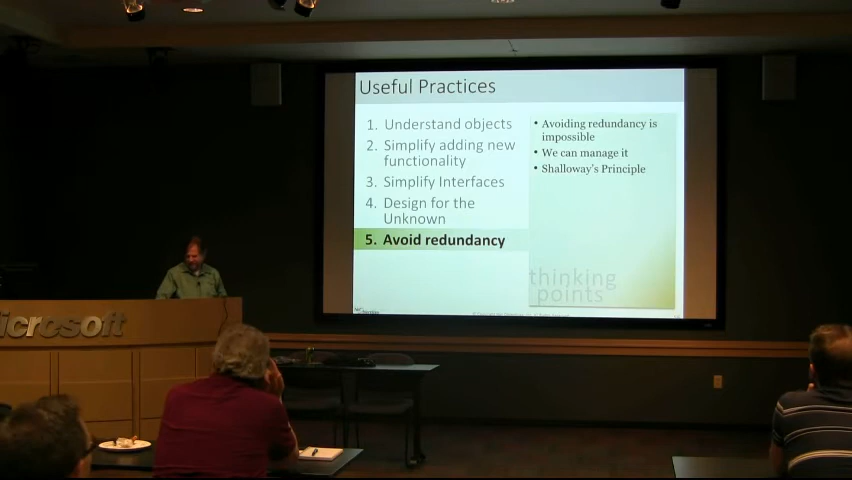 Useful Practices
1. Understand objects
2. Simplify adding new
functionality
3. Simplify Interfaces
4. Design for the
Unknown
5. Avoid redundancy
• Avoiding redundancy is
impossible
• We can manage it
• Shalloway's Principle
thinking
points
icrosoft